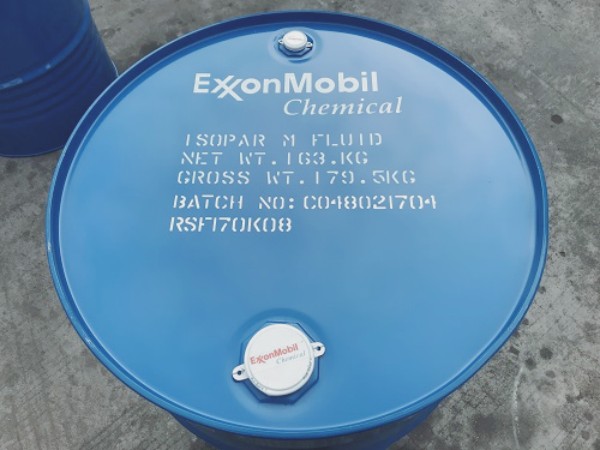 ExxonMobil
Chemical
ISOPAR M FLUID
NET WT.163.KG
GROSS WT.179.5KG
BATCH NO: C048021704
RSF170K08
ExxonMobil
Chemical